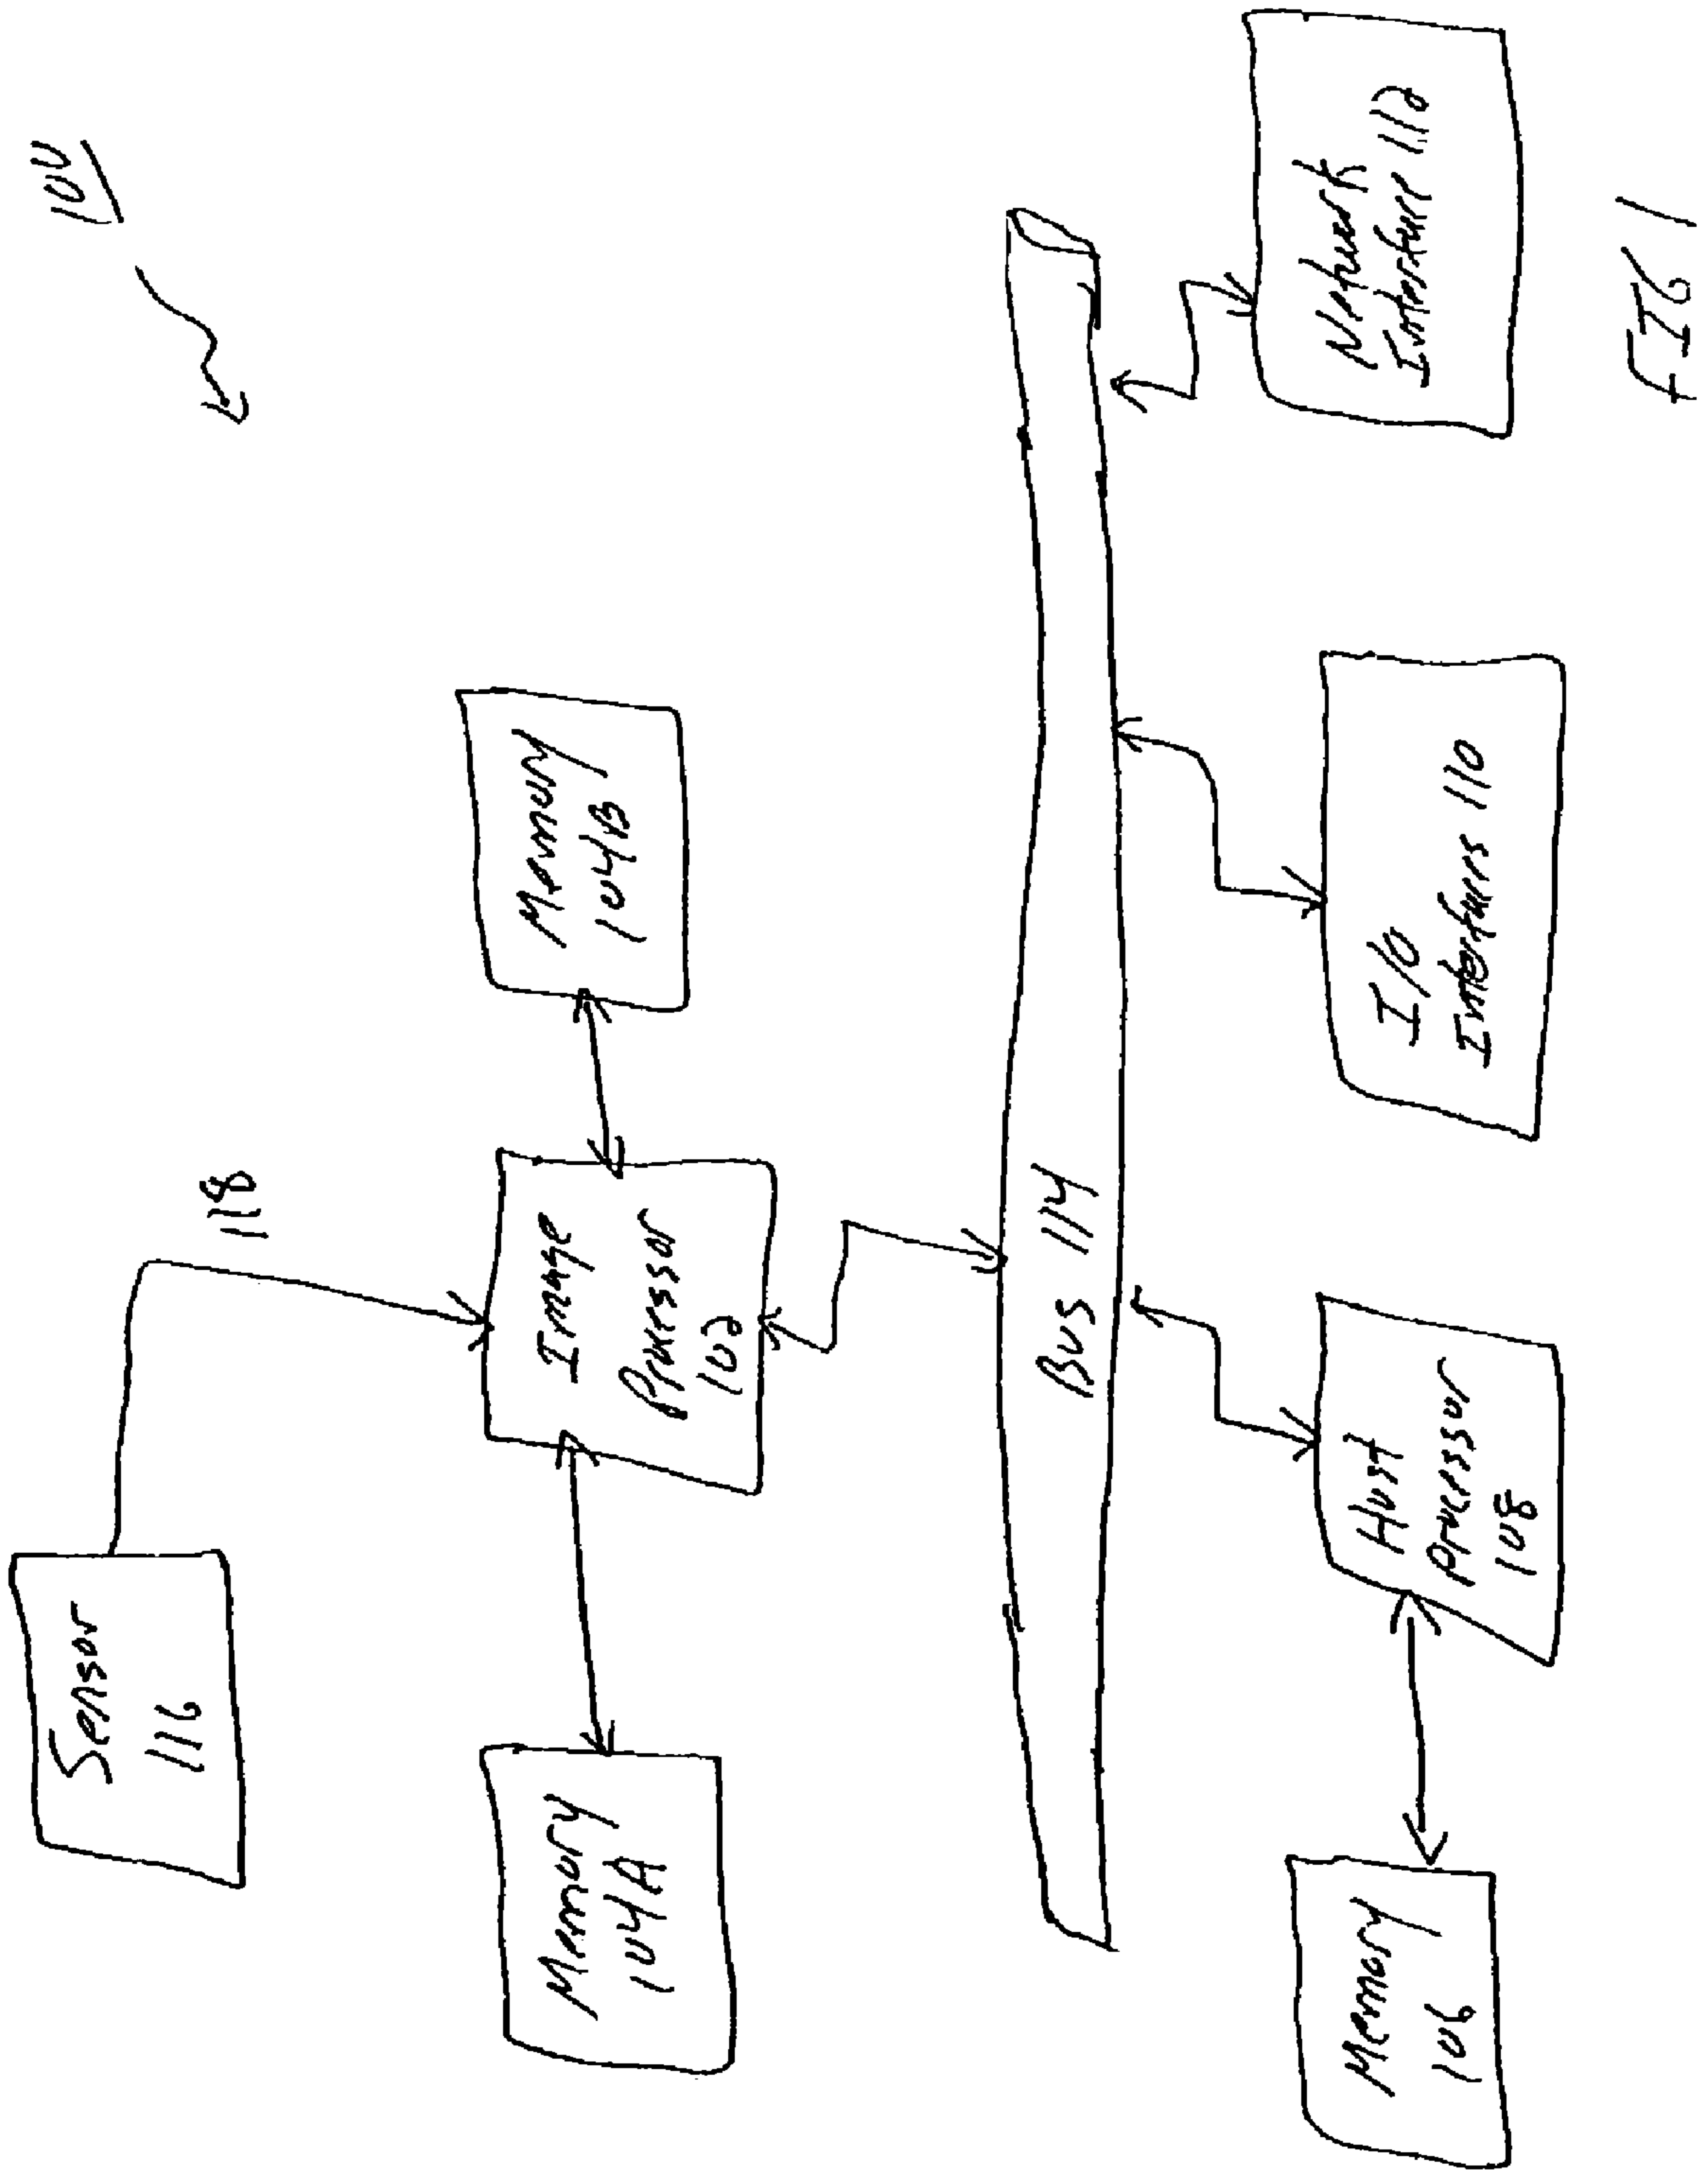 100
Sensor
116
118
Memory
104A
Image
Processor
102
Memory
104B
Bus 114
Memory
106
Host
Processor
108
I/O
Interfaces 110
Network
Interface 112
FIG 1